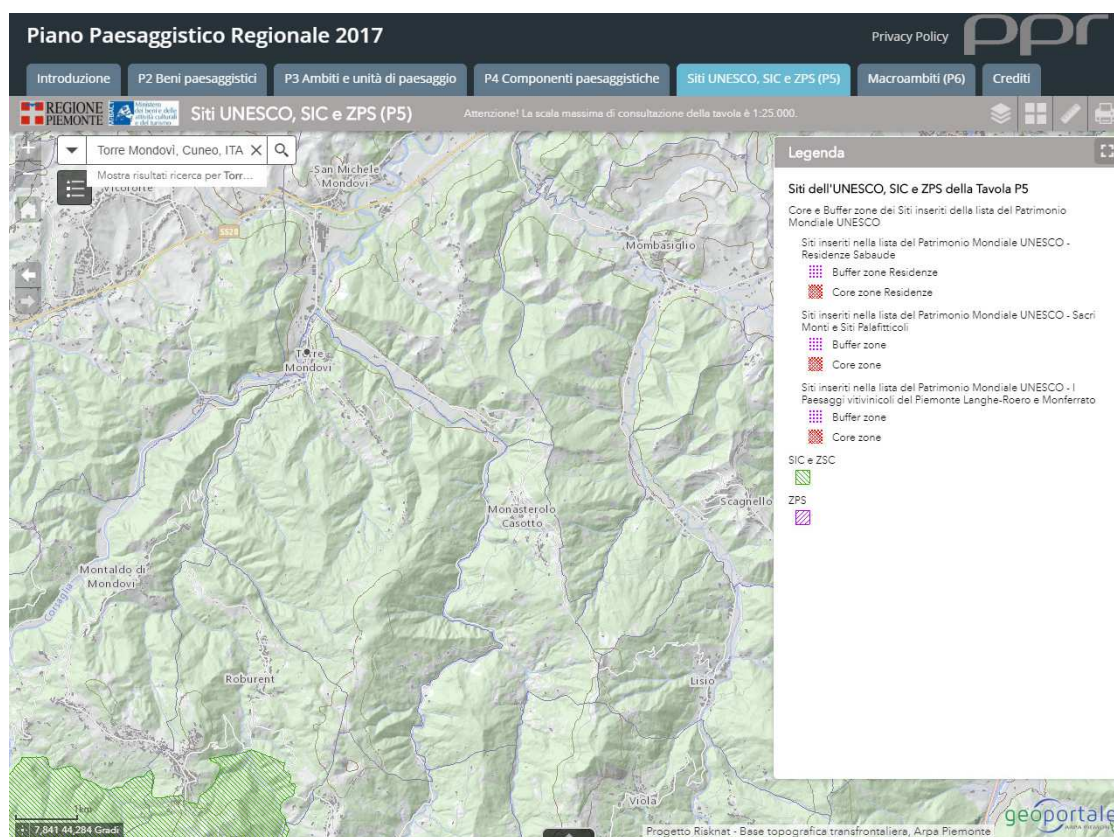 Piano Paesaggistico Regionale 2017
Privacy Policy
ppr
Introduzione
P2 Beni paesaggistici
P3 Ambiti e unità di paesaggio
P4 Componenti paesaggistiche
Siti UNESCO, SIC e ZPS (P5)
Macroambiti (P6)
Crediti
REGIONE
PIEMONTE
Siti UNESCO, SIC e ZPS (P5)
Attenzione! La scala massima di consultazione della tavola è 1:25.000.
Torre Mondovì, Cuneo, ITA
Mostra risultati ricerca per Torr...
Legenda
Siti dell'UNESCO, SIC e ZPS della Tavola P5
Core e Buffer zone dei Siti inseriti della lista del Patrimonio
Mondiale UNESCO
Siti inseriti nella lista del Patrimonio Mondiale UNESCO -
Residenze Sabaude
Buffer zone Residenze
Core zone Residenze
Siti inseriti nella lista del Patrimonio Mondiale UNESCO - Sacri
Monti e Siti Palafitticoli
Buffer zone
Core zone
Siti inseriti nella lista del Patrimonio Mondiale UNESCO - I
Paesaggi vitivinicoli del Piemonte Langhe-Roero e Monferrato
Buffer zone
Core zone
SIC e ZSC
ZPS
San Michele
Mondovì
Vicoforte
SS28
Mombasiglio
Torre
Mondovì
Monasterolo
Casotto
Scagnello
Montaldo di
Mondovì
Corsaglia
Roburent
Lisio
Viola
1km
7,841 44,284 Gradi
Progetto Risknat - Base topografica transfrontaliera, Arpa Piemonte
geoportale
ARPA PIEMONTE